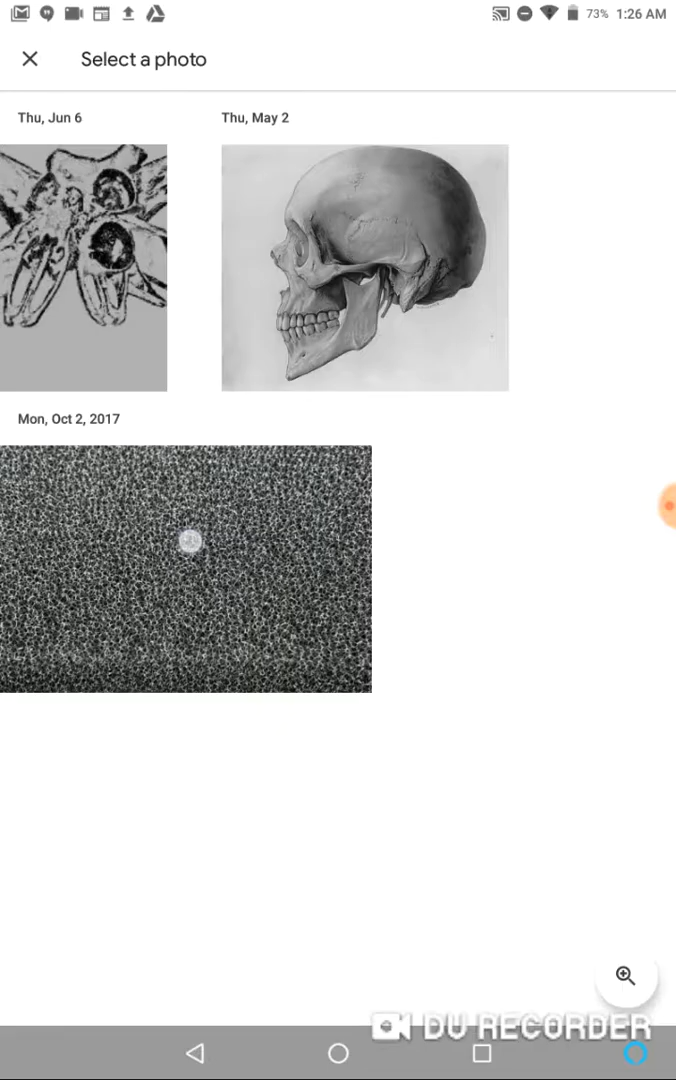 73% 1:26 AM
Select a photo
Thu, Jun 6
Thu, May 2
Mon, Oct 2, 2017
DU RECORDER